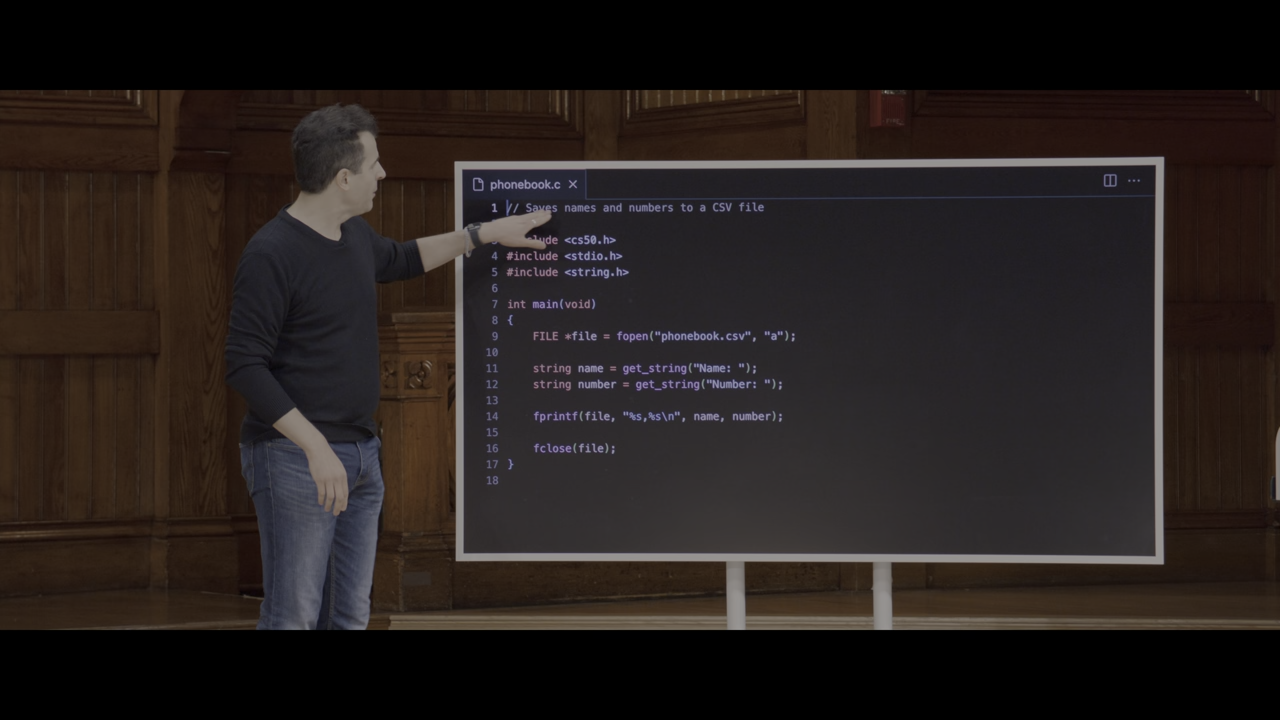 phonebook.c
1 // Saves names and numbers to a CSV file
3 clude <cs50.h>
4 #include <stdio.h>
5 #include <string.h>
6
7 int main(void)
8 {
9 FILE *file = fopen("phonebook.csv", "a");
10
11 string name = get_string("Name: ");
12 string number = get_string("Number: ");
13
14 fprintf(file, "%s,%s\n", name, number);
15
16 fclose(file);
17 }
18